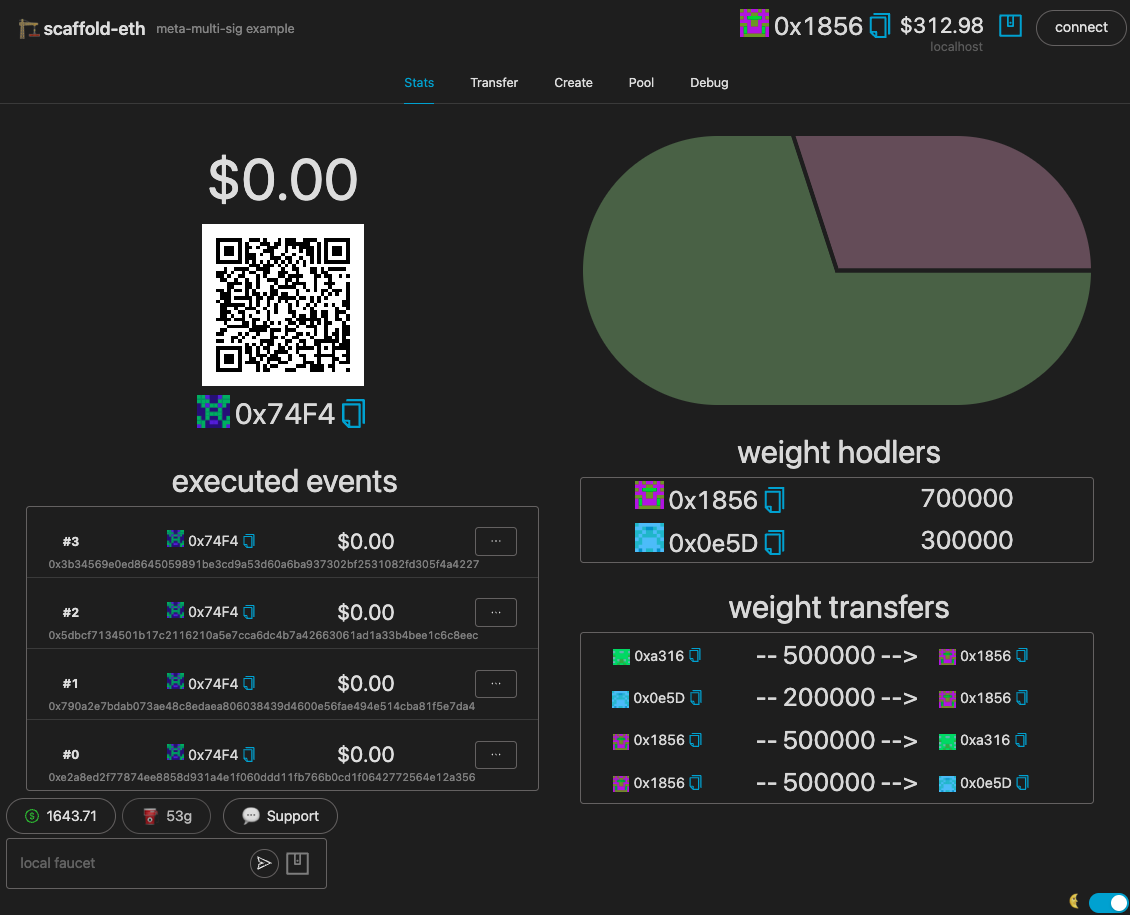 scaffold-eth meta-multi-sig example
0x1856 $312.98 connect
localhost
Stats Transfer Create Pool Debug
$0.00
0x74F4
executed events
#3 0x74F4 $0.00 ...
0x3b34569e0ed8645059891be3cd9a53d60a6ba937302bf2531082fd305f4a4227
#2 0x74F4 $0.00 ...
0x5dbcf7134501b17c2116210a5e7cca6dc4b7a42663061ad1a33b4bee1c6c8eec
#1 0x74F4 $0.00 ...
0x790a2e7bdab073ae48c8edaea806038439d4600e56fae494e514cba81f5e7da4
#0 0x74F4 $0.00 ...
0xe2a8ed2f77874ee8858d931a4e1f060ddd11fb766b0cd1f0642772564e12a356
weight hodlers
0x1856 700000
0x0e5D 300000
weight transfers
0xa316 -- 500000 --> 0x1856
0x0e5D -- 200000 --> 0x1856
0x1856 -- 500000 --> 0xa316
0x1856 -- 500000 --> 0x0e5D
1643.71 53g Support
local faucet